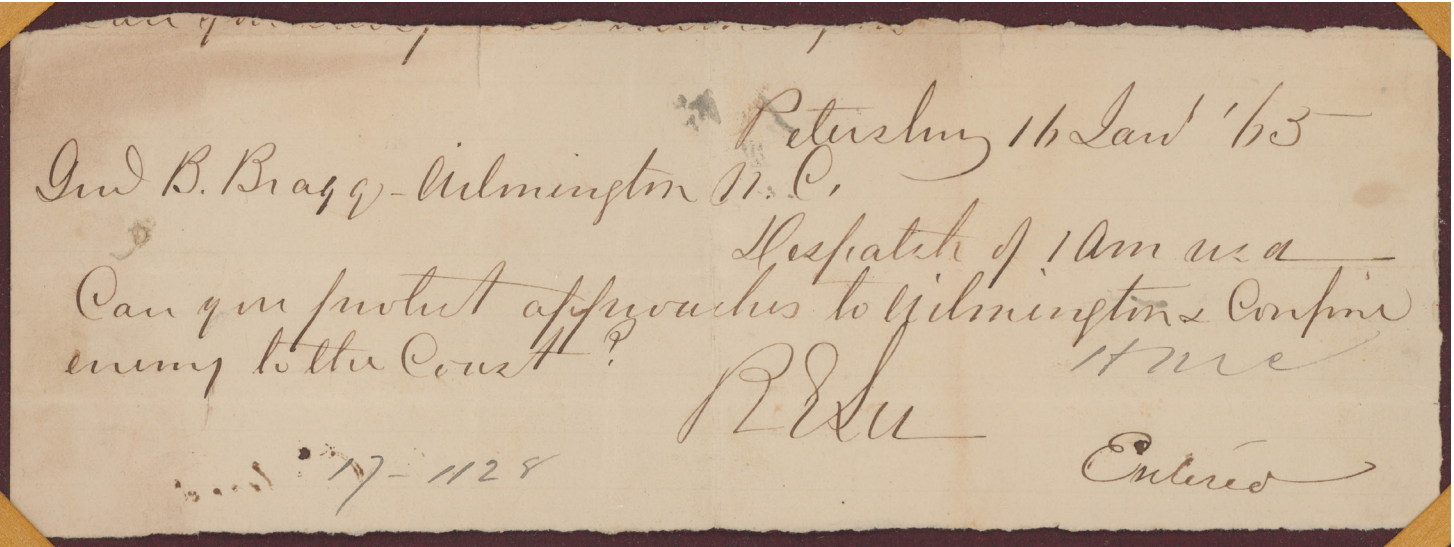 Petersburg 16 Jan' '65
Genl B. Bragg - Wilmington N. C.
Despatch of 1 Am recd
Can you protect approaches to Wilmington & Confine
enemy to the Coast?
R E Lee
17 - 1128
Entered